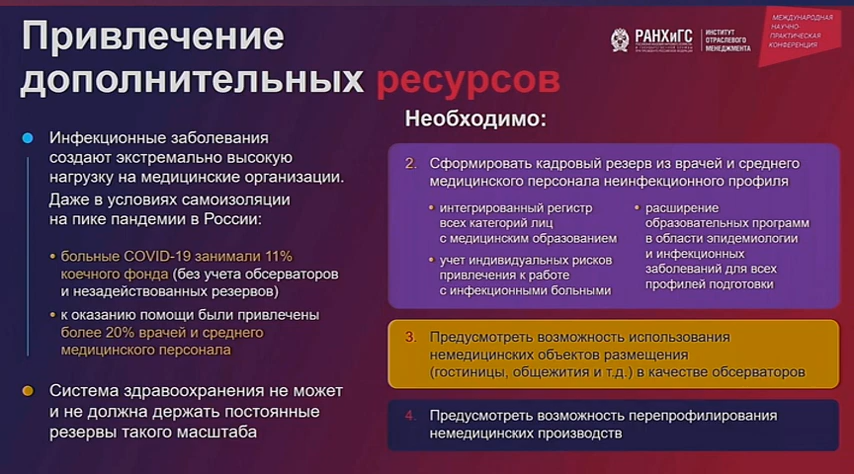 Привлечение
дополнительных ресурсов
РАНХиГС
ИНСТИТУТ
ОТРАСЛЕВОГО
МЕНЕДЖМЕНТА
МЕЖДУНАРОДНАЯ
НАУЧНО-
ПРАКТИЧЕСКАЯ
КОНФЕРЕНЦИЯ
Инфекционные заболевания
создают экстремально высокую
нагрузку на медицинские организации.
Даже в условиях самоизоляции
на пике пандемии в России:
• больные COVID-19 занимали 11%
коечного фонда (без учета обсерваторов
и незадействованных резервов)
• к оказанию помощи были привлечены
более 20% врачей и среднего
медицинского персонала
Система здравоохранения не может
и не должна держать постоянные
резервы такого масштаба
Необходимо:
2. Сформировать кадровый резерв из врачей и среднего
медицинского персонала неинфекционного профиля
• интегрированный регистр
всех категорий лиц
с медицинским образованием
• учет индивидуальных рисков
привлечения к работе
с инфекционными больными
• расширение
образовательных программ
в области эпидемиологии
и инфекционных
заболеваний для всех
профилей подготовки
3. Предусмотреть возможность использования
немедицинских объектов размещения
(гостиницы, общежития и т.д.) в качестве обсерваторов
4. Предусмотреть возможность перепрофилирования
немедицинских производств